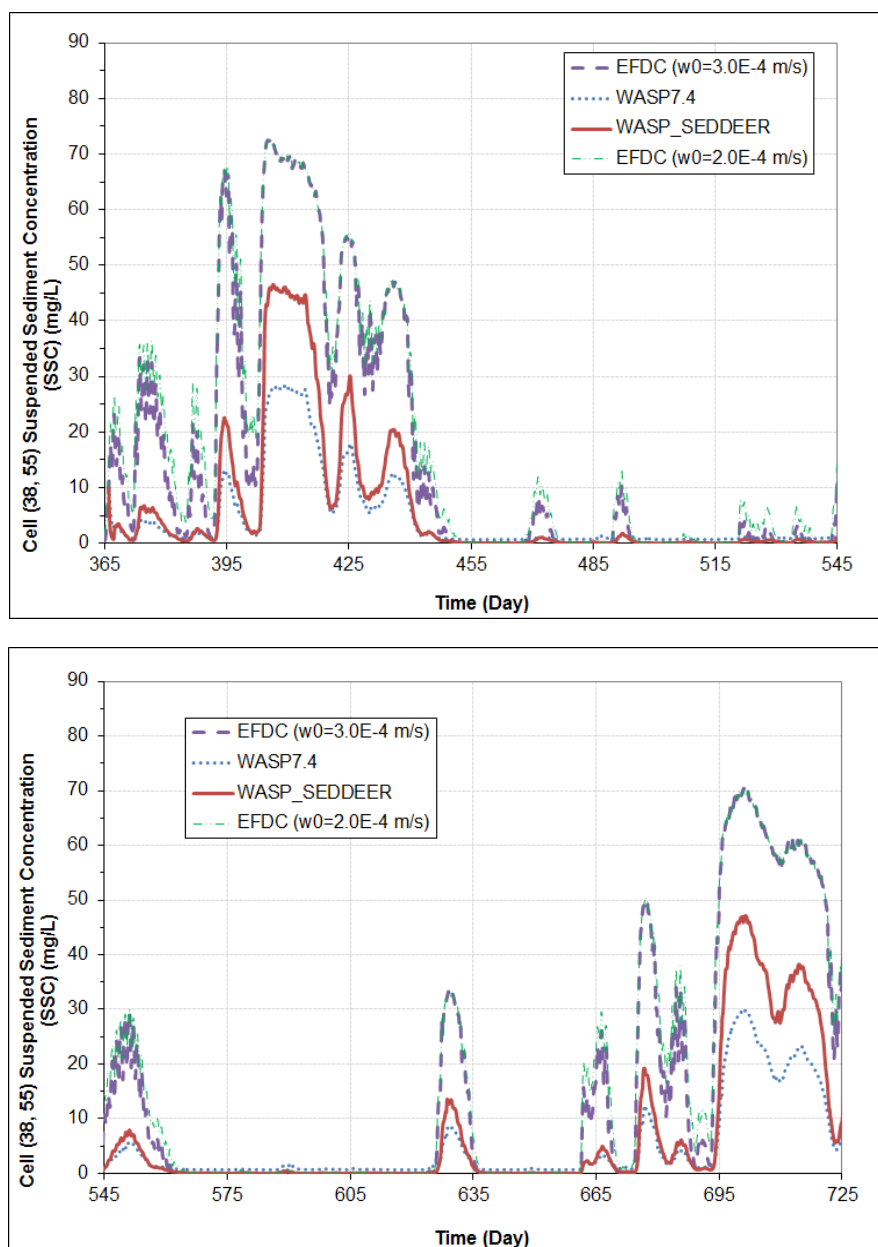 90
80
70
60
50
40
30
20
10
0
Cell (38, 55) Suspended Sediment Concentration
(SSC) (mg/L)
EFDC (w0=3.0E-4 m/s)
WASP7.4
WASP_SEDDEER
EFDC (w0=2.0E-4 m/s)
365 395 425 455 485 515 545
Time (Day)
90
80
70
60
50
40
30
20
10
0
Cell (38, 55) Suspended Sediment Concentration
(SSC) (mg/L)
EFDC (w0=3.0E-4 m/s)
WASP7.4
WASP_SEDDEER
EFDC (w0=2.0E-4 m/s)
545 575 605 635 665 695 725
Time (Day)